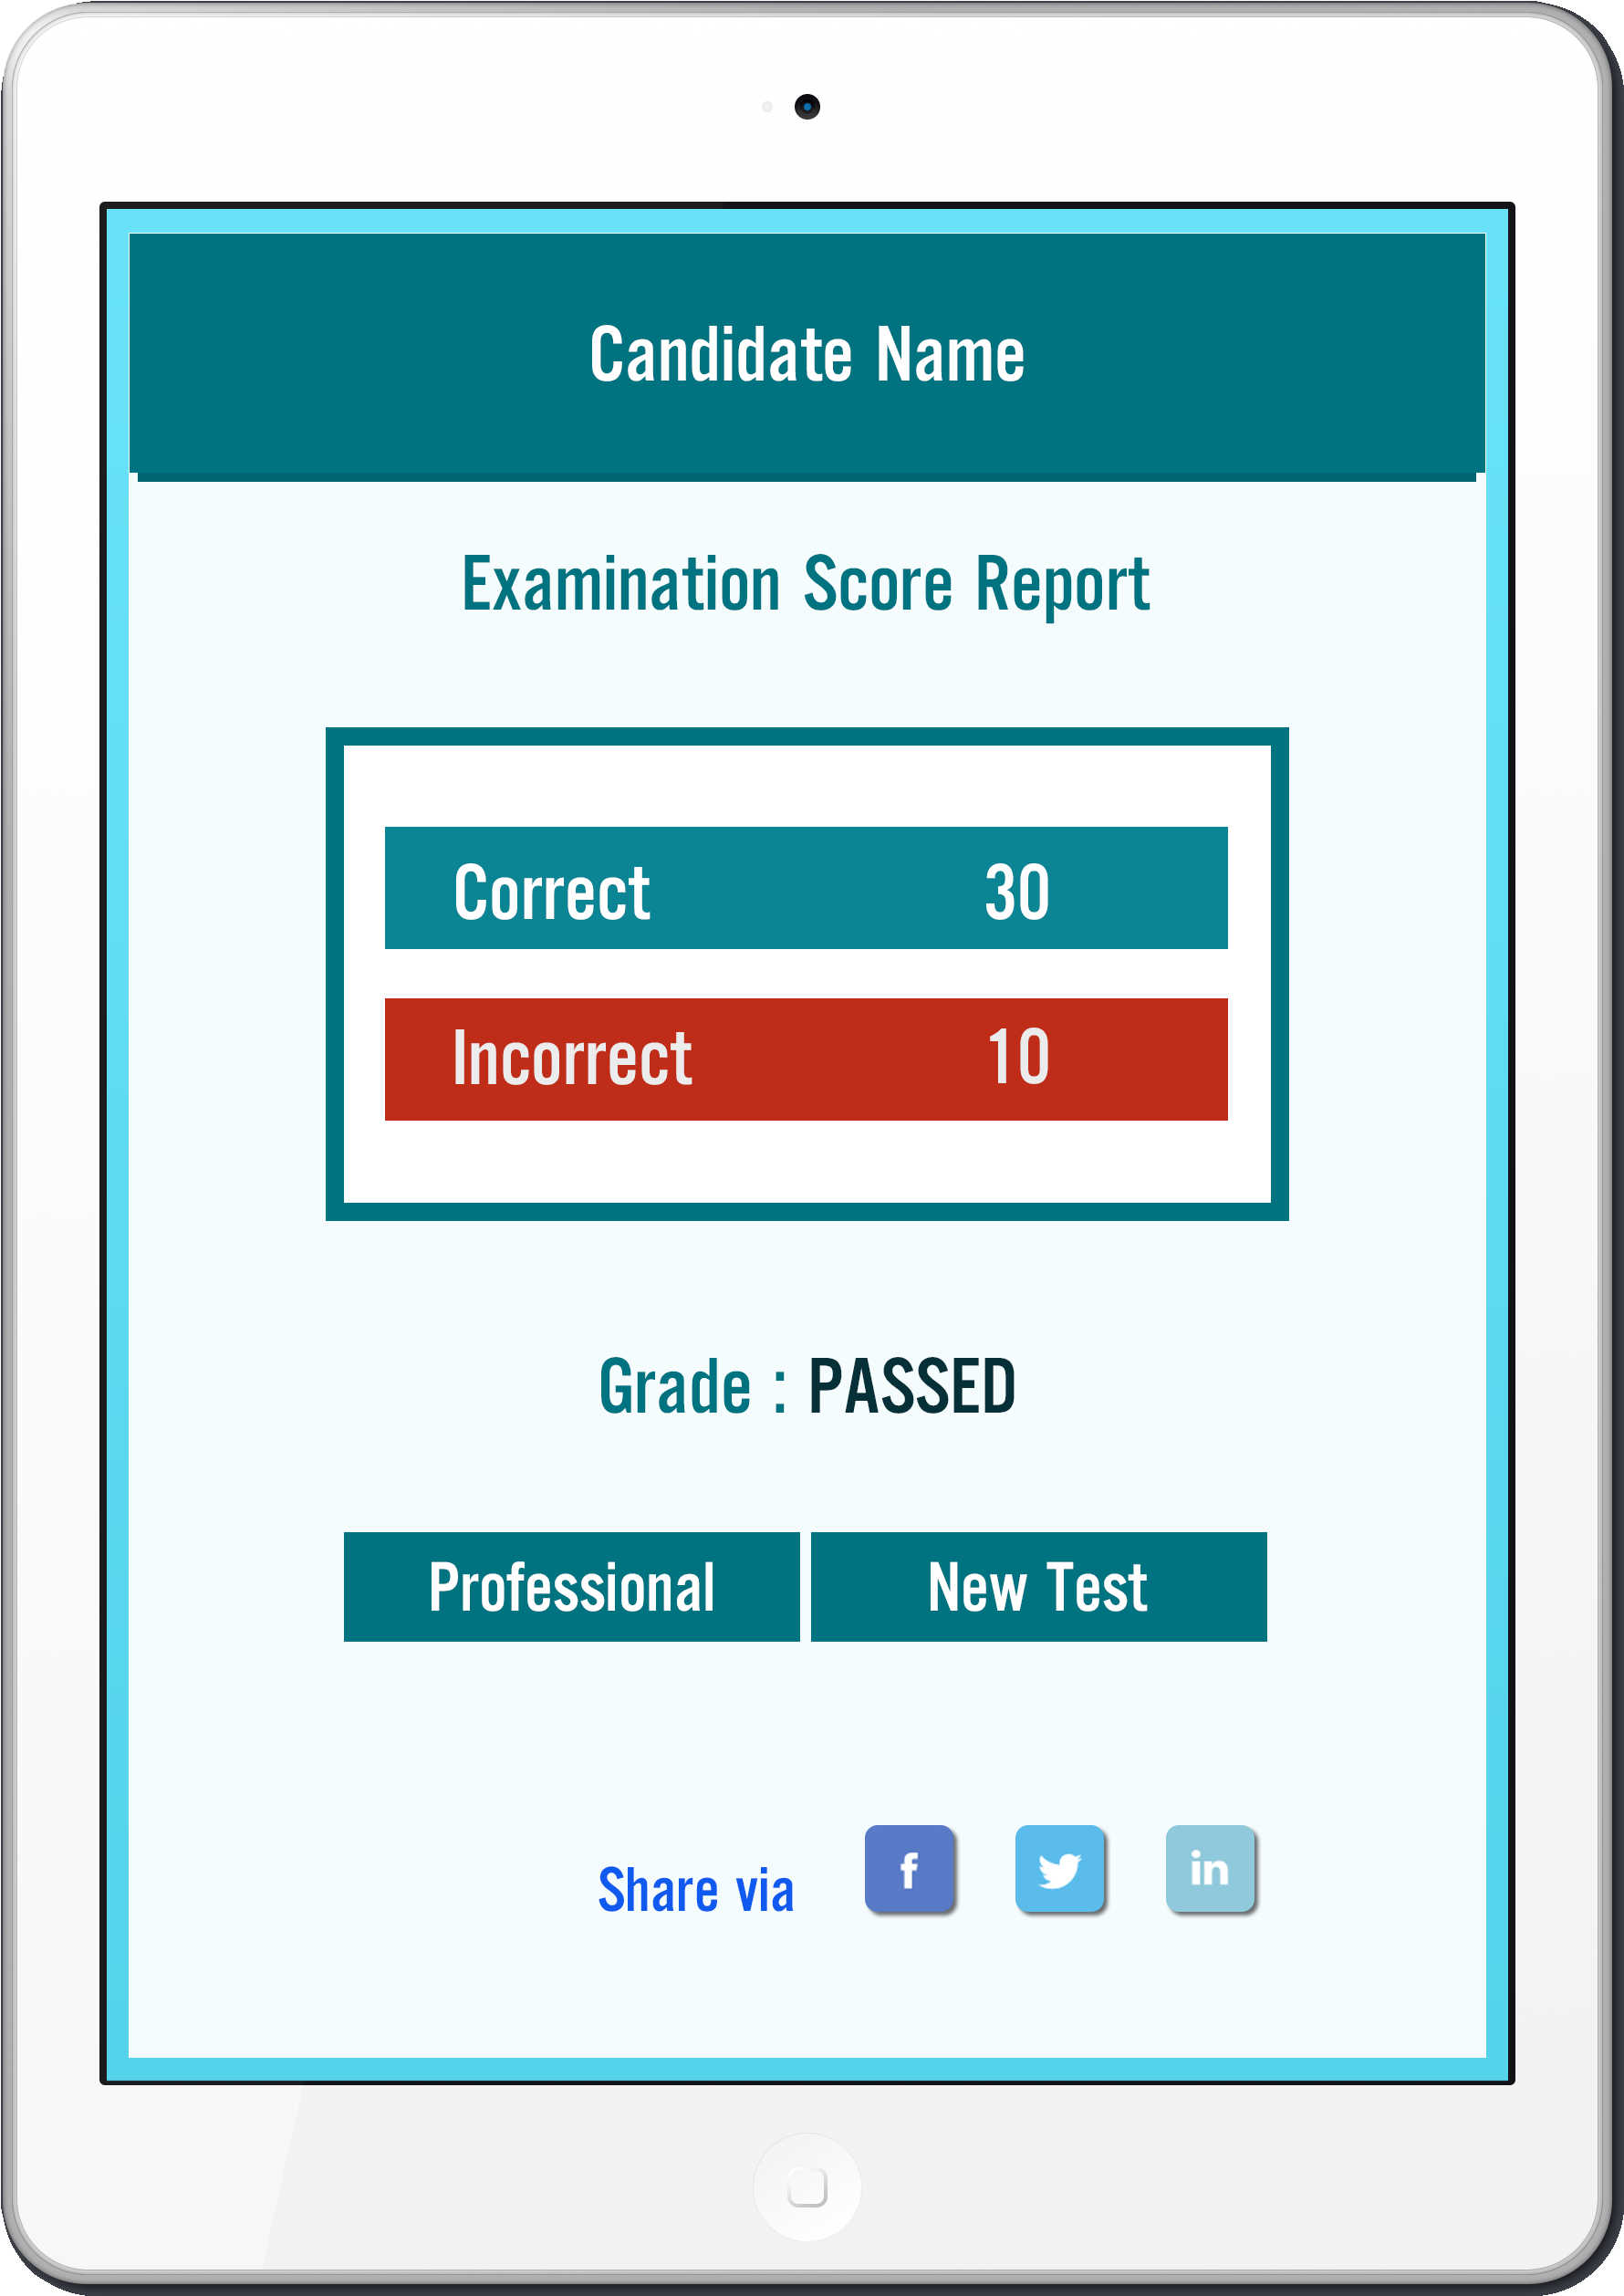 Candidate Name
Examination Score Report
Correct 30
Incorrect 10
Grade : PASSED
Professional New Test
Share via f in